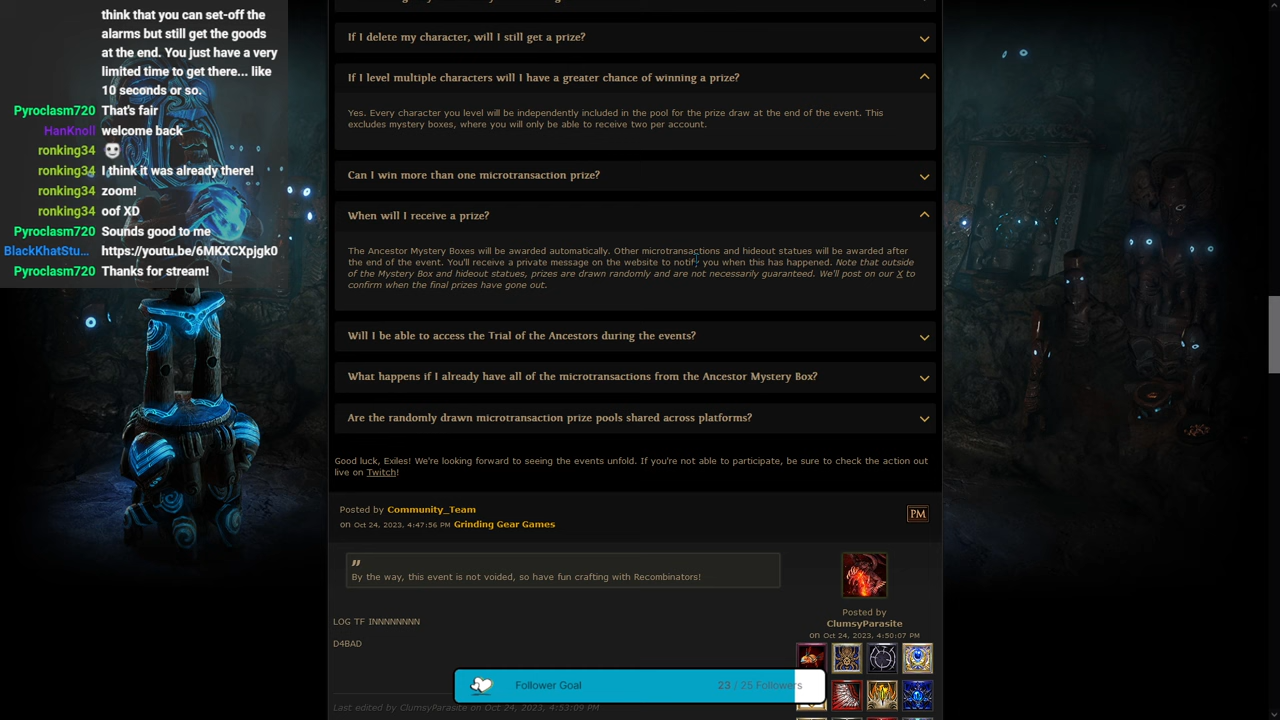 think that you can set-off the
alarms but still get the goods
at the end. You just have a very
limited time to get there... like
10 seconds or so.
Pyroclasm720 That's fair
HanKnoll welcome back
ronking34
ronking34 I think it was already there!
ronking34 zoom!
ronking34 oof XD
Pyroclasm720 Sounds good to me
BlackKhatStu... https://youtu.be/6MKXCXpjgk0
Pyroclasm720 Thanks for stream!
If I delete my character, will I still get a prize?
If I level multiple characters will I have a greater chance of winning a prize?
Yes. Every character you level will be independently included in the pool for the prize draw at the end of the event. This
excludes mystery boxes, where you will only be able to receive two per account.
Can I win more than one microtransaction prize?
When will I receive a prize?
The Ancestor Mystery Boxes will be awarded automatically. Other microtransactions and hideout statues will be awarded after
the end of the event. You'll receive a private message on the website to notify you when this has happened. Note that outside
of the Mystery Box and hideout statues, prizes are drawn randomly and are not necessarily guaranteed. We'll post on our X to
confirm when the final prizes have gone out.
Will I be able to access the Trial of the Ancestors during the events?
What happens if I already have all of the microtransactions from the Ancestor Mystery Box?
Are the randomly drawn microtransaction prize pools shared across platforms?
Good luck, Exiles! We're looking forward to seeing the events unfold. If you're not able to participate, be sure to check the action out
live on Twitch!
Posted by Community_Team
on Oct 24, 2023, 4:47:56 PM Grinding Gear Games
PM
"
By the way, this event is not voided, so have fun crafting with Recombinators!
LOG TF INNNNNNNN
D4BAD
Last edited by ClumsyParasite on Oct 24, 2023, 4:53:09 PM
Posted by
ClumsyParasite
on Oct 24, 2023, 4:50:07 PM
Follower Goal 23 / 25 Followers